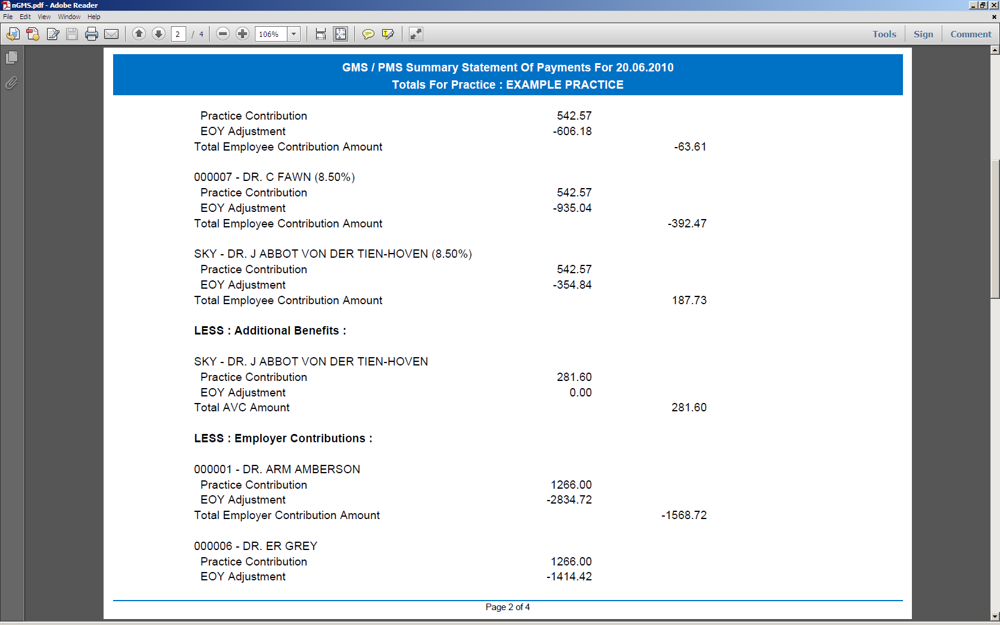 nGMS.pdf - Adobe Reader
File Edit View Window Help
2 / 4 106% Tools Sign Comment
GMS / PMS Summary Statement Of Payments For 20.06.2010
Totals For Practice : EXAMPLE PRACTICE
Practice Contribution 542.57
EOY Adjustment -606.18
Total Employee Contribution Amount -63.61
000007 - DR. C FAWN (8.50%)
Practice Contribution 542.57
EOY Adjustment -935.04
Total Employee Contribution Amount -392.47
SKY - DR. J ABBOT VON DER TIEN-HOVEN (8.50%)
Practice Contribution 542.57
EOY Adjustment -354.84
Total Employee Contribution Amount 187.73
LESS : Additional Benefits :
SKY - DR. J ABBOT VON DER TIEN-HOVEN
Practice Contribution 281.60
EOY Adjustment 0.00
Total AVC Amount 281.60
LESS : Employer Contributions :
000001 - DR. ARM AMBERSON
Practice Contribution 1266.00
EOY Adjustment -2834.72
Total Employer Contribution Amount -1568.72
000006 - DR. ER GREY
Practice Contribution 1266.00
EOY Adjustment -1414.42
Page 2 of 4